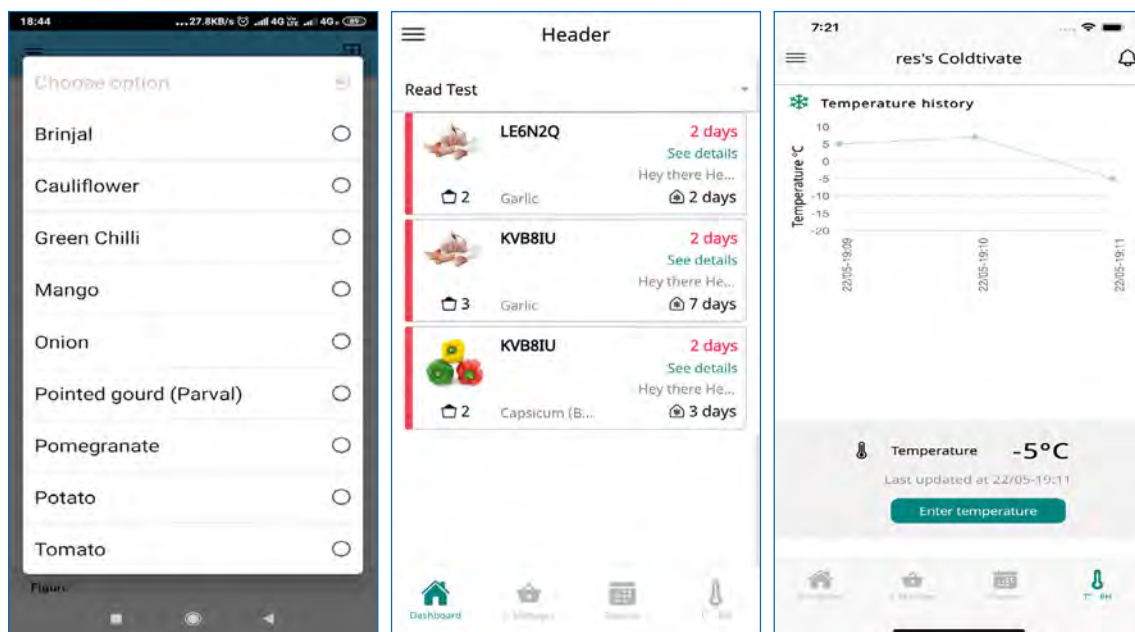 18:44 ...27.8KB/s 4G 4G+ 89
Choose option
Brinjal
Cauliflower
Green Chilli
Mango
Onion
Pointed gourd (Parval)
Pomegranate
Potato
Tomato
Figure
Header
Read Test
LE6N2Q 2 days
See details
Hey there He...
2 Garlic 2 days
KVB8IU 2 days
See details
Hey there He...
3 Garlic 7 days
KVB8IU 2 days
See details
Hey there He...
2 Capsicum (B... 3 days
Dashboard
7:21
res's Coldtivate
Temperature history
Temperature °C
10
5
0
-5
-10
-15
-20
22/05-19:09
22/05-19:10
22/05-19:11
Temperature -5°C
Last updated at 22/05-19:11
Enter temperature